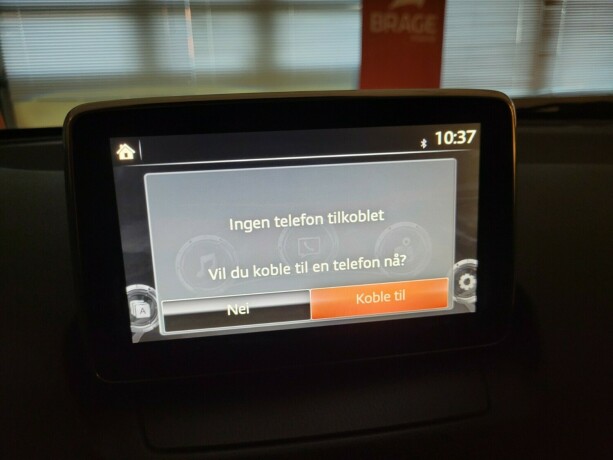 BRAGE
10:37
Ingen telefon tilkoblet
Vil du koble til en telefon nå?
A
Nei
Koble til